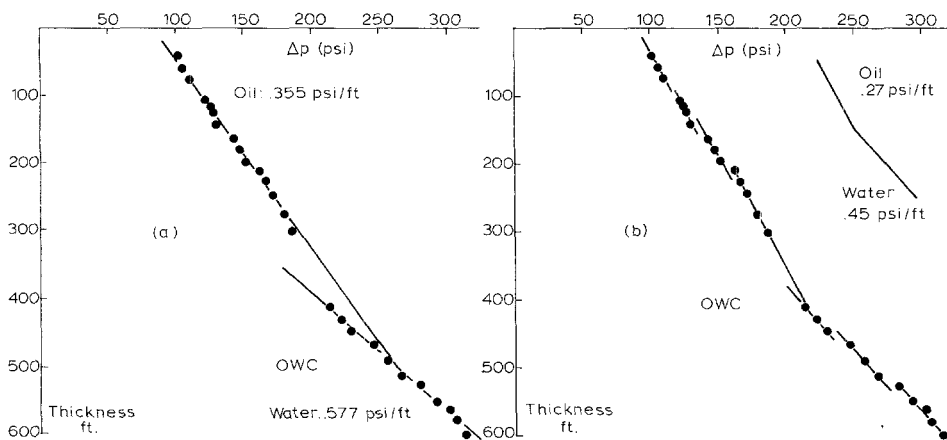 0 50 100 150 200 250 300
Δp (psi)
Oil: .355 psi/ft
100
200
300
400
500
600
(a)
OWC
Water: .577 psi/ft
Thickness
ft.
0 50 100 150 200 250 300
Δp (psi)
Oil
.27 psi/ft
Water
.45 psi/ft
100
200
300
400
500
600
(b)
OWC
Thickness
ft.